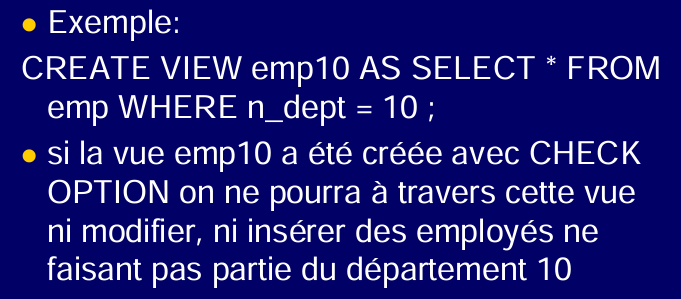 • Exemple:
CREATE VIEW emp10 AS SELECT * FROM
emp WHERE n_dept = 10 ;
• si la vue emp10 a été créée avec CHECK
OPTION on ne pourra à travers cette vue
ni modifier, ni insérer des employés ne
faisant pas partie du département 10